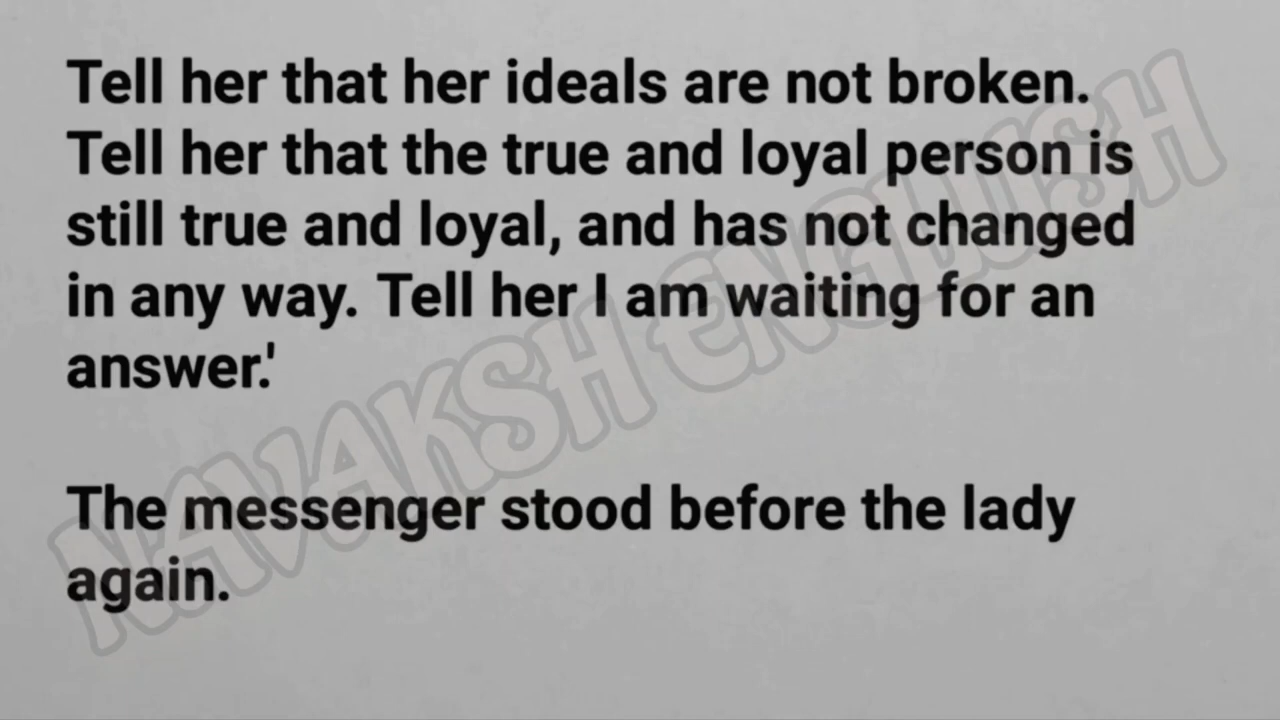 Tell her that her ideals are not broken.
Tell her that the true and loyal person is
still true and loyal, and has not changed
in any way. Tell her I am waiting for an
answer.'
The messenger stood before the lady
again.
NAVAKSH ENGLUSH